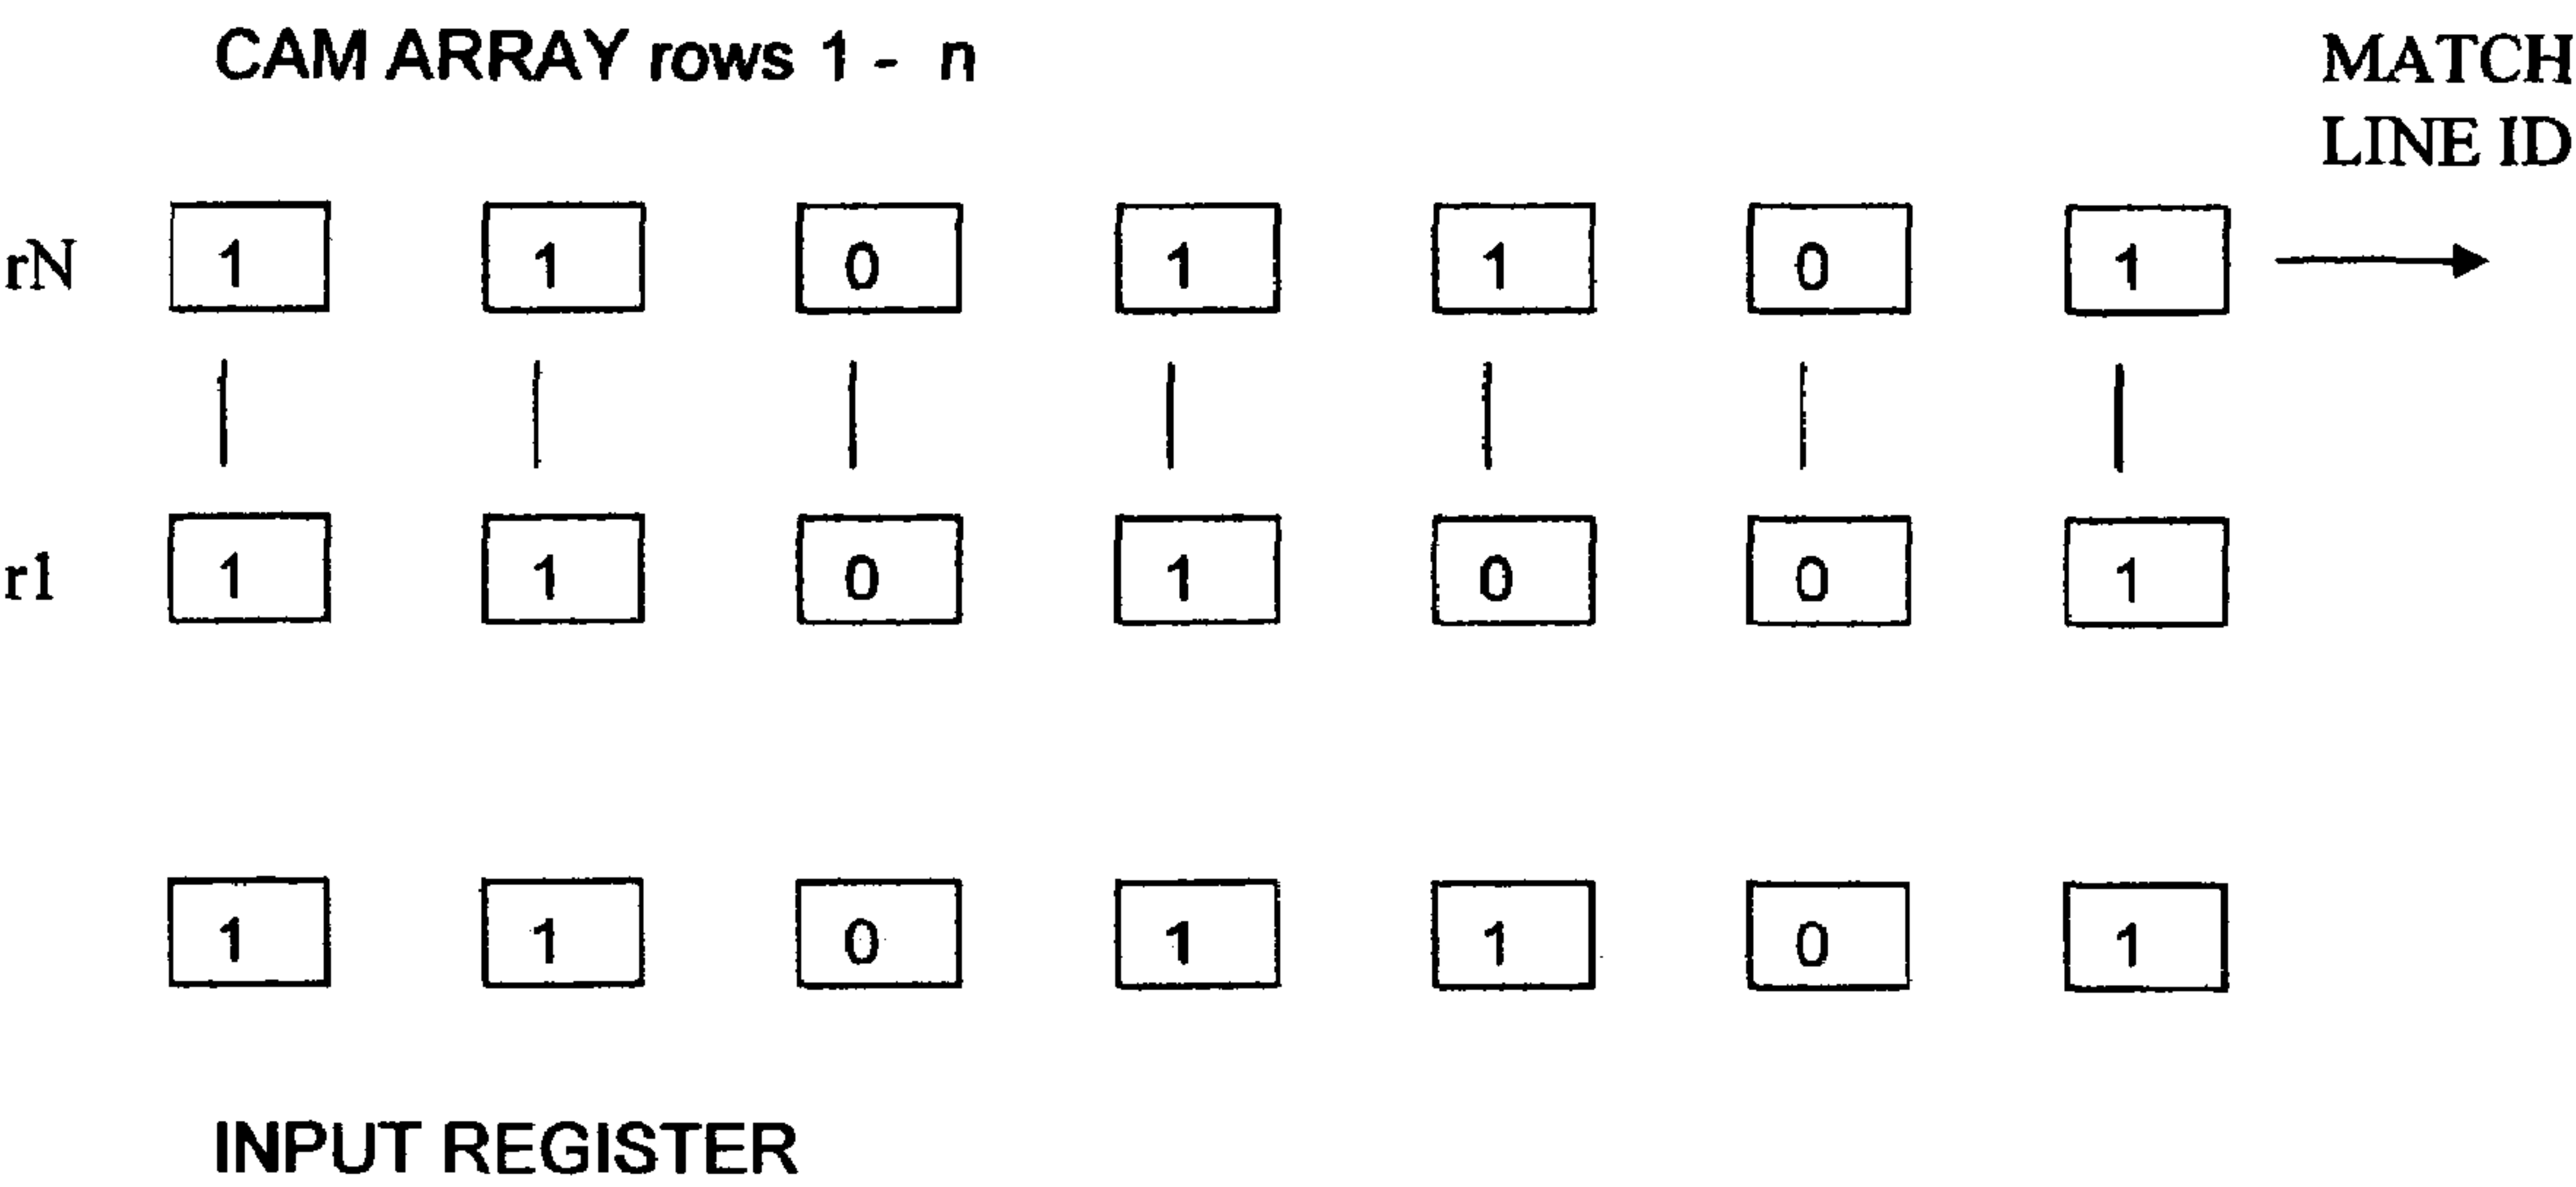 CAM ARRAY rows 1 - n
MATCH
LINE ID
rN 1 1 0 1 1 0 1
r1 1 1 0 1 0 0 1
1 1 0 1 1 0 1
INPUT REGISTER